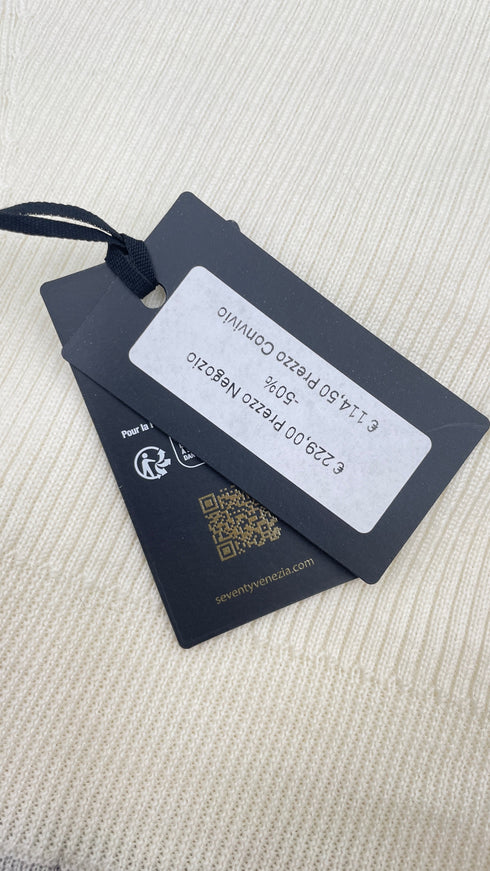 € 229,00 Prezzo Negozio
-50%
€ 114,50 Prezzo Convivio
Pour la
seventyvenezia.com